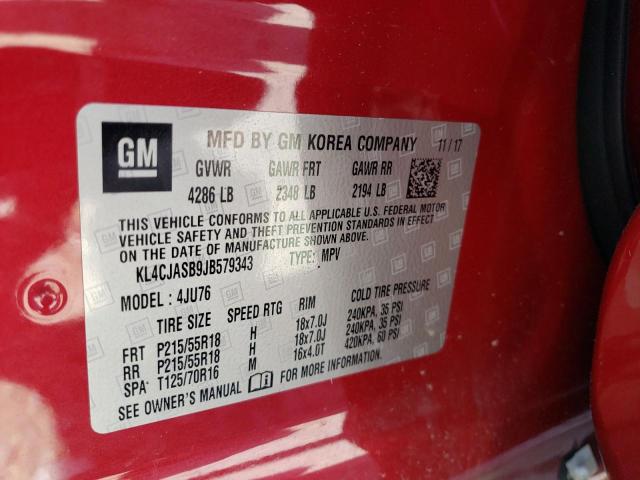 GM
MFD BY GM KOREA COMPANY 11/17
GVWR GAWR FRT GAWR RR
4286 LB 2348 LB 2194 LB
THIS VEHICLE CONFORMS TO ALL APPLICABLE U.S. FEDERAL MOTOR
VEHICLE SAFETY AND THEFT PREVENTION STANDARDS IN EFFECT
ON THE DATE OF MANUFACTURE SHOWN ABOVE.
KL4CJASB9JB579343 TYPE: MPV
MODEL: 4JU76
TIRE SIZE SPEED RTG RIM COLD TIRE PRESSURE
FRT P215/55R18 H 18x7.0J 240KPA, 35 PSI
RR P215/55R18 H 18x7.0J 240KPA, 35 PSI
SPA: T125/70R16 M 16x4.0T 420KPA, 60 PSI
SEE OWNER'S MANUAL FOR MORE INFORMATION.